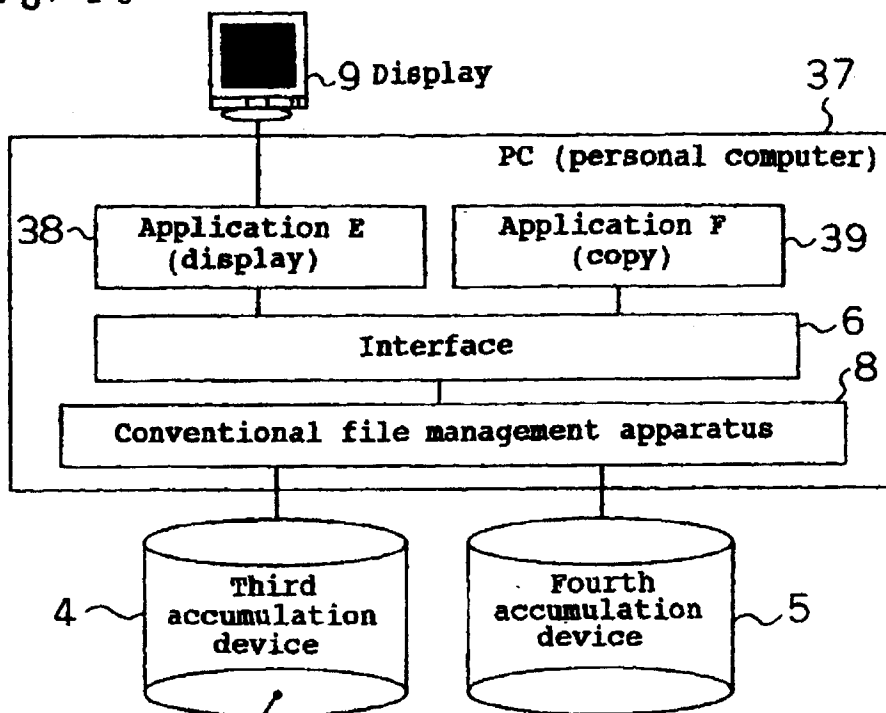 9 Display
37
PC (personal computer)
38
Application E
(display)
Application F
(copy)
39
6
Interface
8
Conventional file management apparatus
4
Third
accumulation
device
Fourth
accumulation
device
5